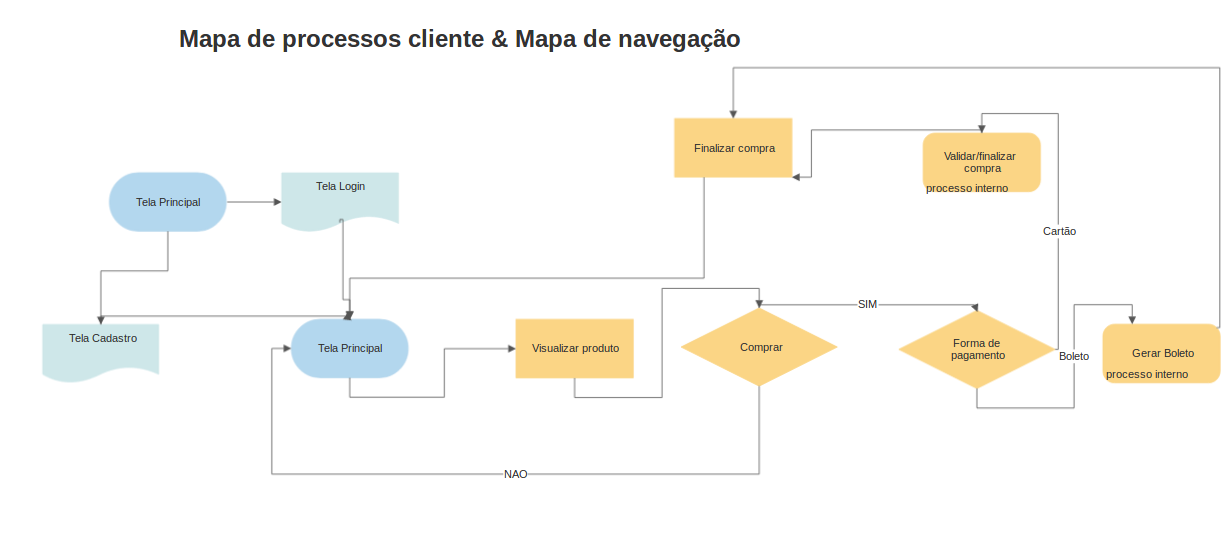 Mapa de processos cliente & Mapa de navegação
Finalizar compra
Validar/finalizar
compra
processo interno
Tela Principal
Tela Login
Cartão
SIM
Tela Cadastro
Tela Principal
Visualizar produto
Comprar
Forma de
pagamento
Boleto
Gerar Boleto
processo interno
NAO